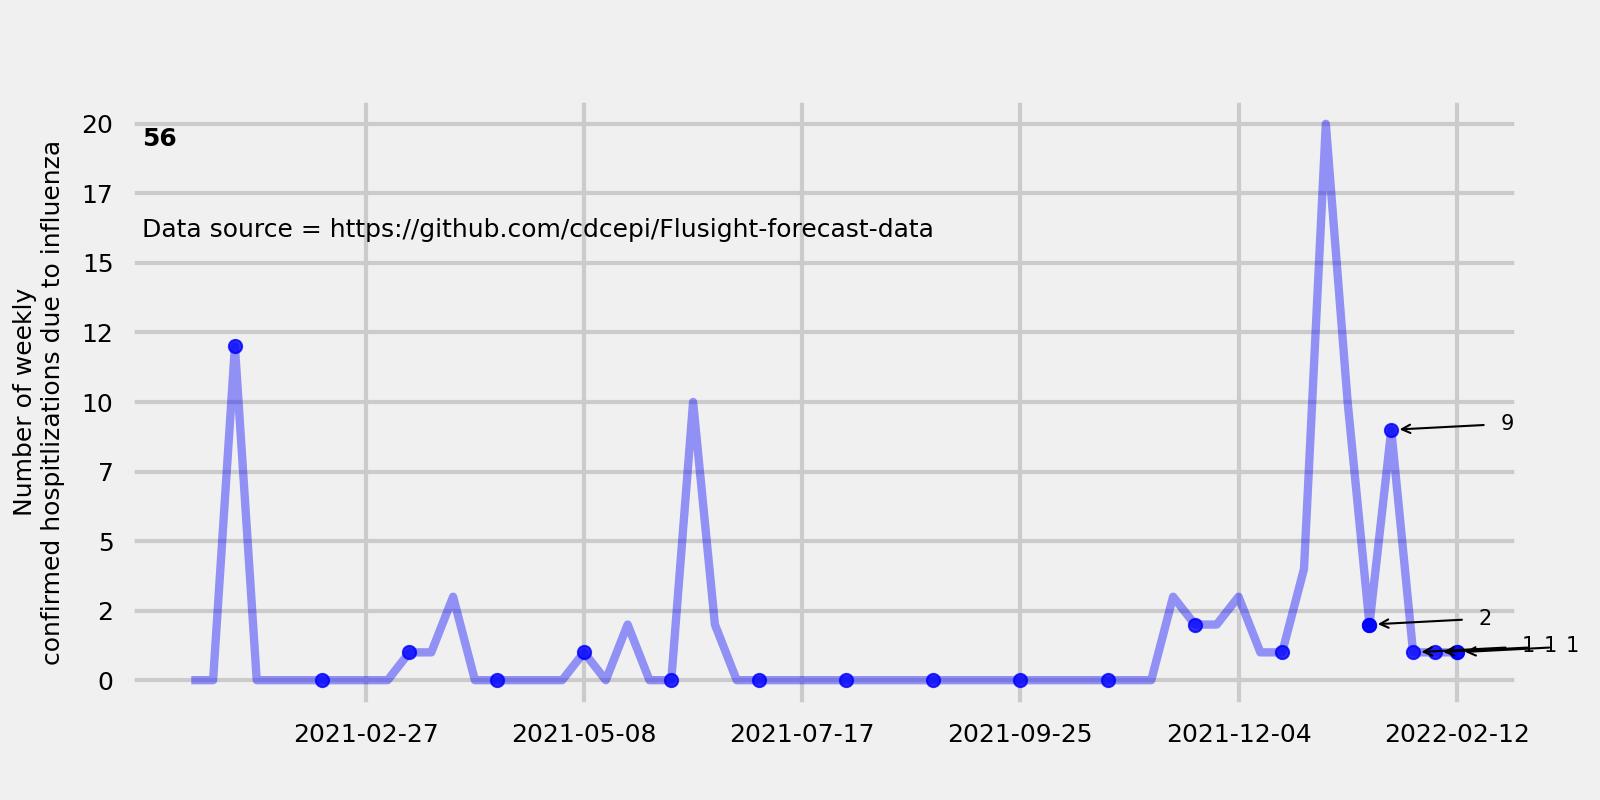 56
Data source = https://github.com/cdcepi/Flusight-forecast-data
Number of weekly
confirmed hospitlizations due to influenza
20
17
15
12
10
7
5
2
0
9
2
1 1 1
2021-02-27 2021-05-08 2021-07-17 2021-09-25 2021-12-04 2022-02-12